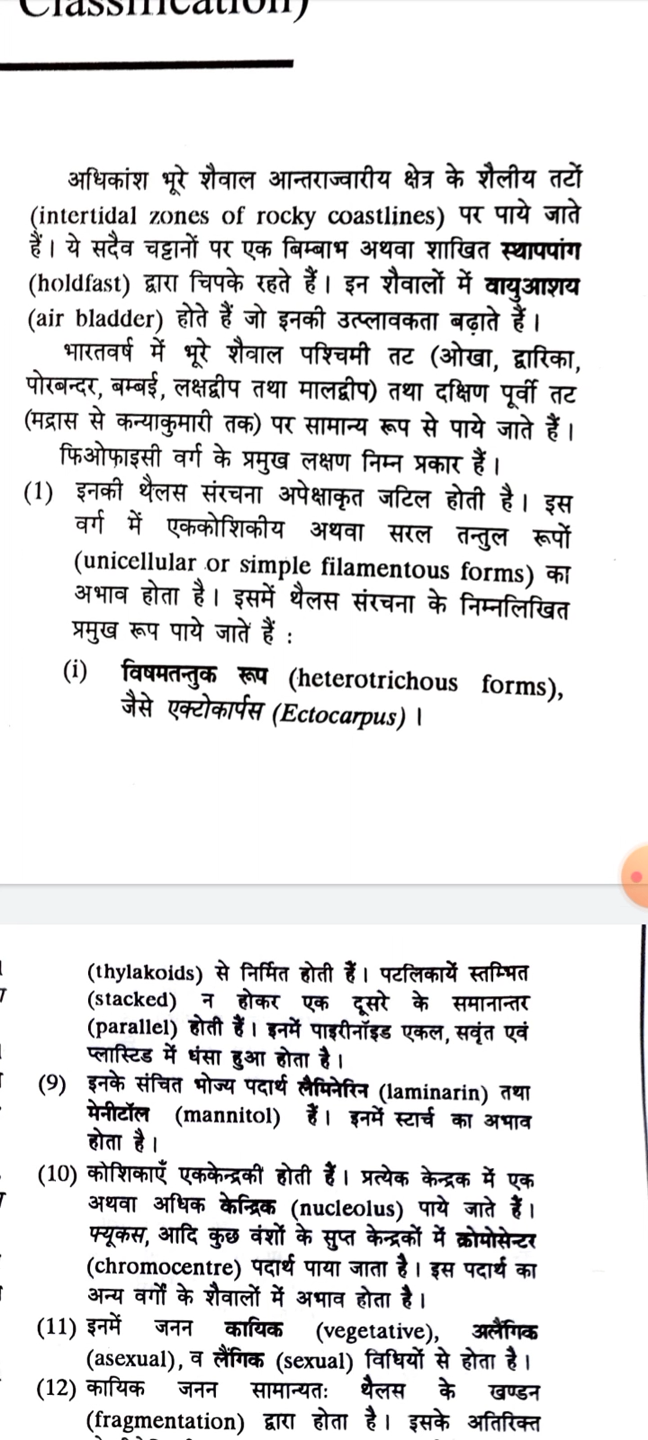 Classification)
अधिकांश भूरे शैवाल आन्तराज्वारीय क्षेत्र के शैलीय तटों
(intertidal zones of rocky coastlines) पर पाये जाते
हैं। ये सदैव चट्टानों पर एक बिम्बाभ अथवा शाखित स्थापपांग
(holdfast) द्वारा चिपके रहते हैं। इन शैवालों में वायुआशय
(air bladder) होते हैं जो इनकी उत्प्लावकता बढ़ाते हैं।
भारतवर्ष में भूरे शैवाल पश्चिमी तट (ओखा, द्वारिका,
पोरबन्दर, बम्बई, लक्षद्वीप तथा मालद्वीप) तथा दक्षिण पूर्वी तट
(मद्रास से कन्याकुमारी तक) पर सामान्य रूप से पाये जाते हैं।
फिओफाइसी वर्ग के प्रमुख लक्षण निम्न प्रकार हैं।
(1) इनकी थैलस संरचना अपेक्षाकृत जटिल होती है। इस
वर्ग में एककोशिकीय अथवा सरल तन्तुल रूपों
(unicellular or simple filamentous forms) का
अभाव होता है। इसमें थैलस संरचना के निम्नलिखित
प्रमुख रूप पाये जाते हैं :
(i) विषमतन्तुक रूप (heterotrichous forms),
जैसे एक्टोकार्पस (Ectocarpus)।
(thylakoids) से निर्मित होती हैं। पटलिकायें स्तम्भित
(stacked) न होकर एक दूसरे के समानान्तर
(parallel) होती हैं। इनमें पाइरीनॉइड एकल, सवृंत एवं
प्लास्टिड में धंसा हुआ होता है।
(9) इनके संचित भोज्य पदार्थ लैमिनेरिन (laminarin) तथा
मेनीटॉल (mannitol) हैं। इनमें स्टार्च का अभाव
होता है।
(10) कोशिकाएँ एककेन्द्रकी होती हैं। प्रत्येक केन्द्रक में एक
अथवा अधिक केन्द्रिक (nucleolus) पाये जाते हैं।
फ्यूकस, आदि कुछ वंशों के सुप्त केन्द्रकों में क्रोमोसेन्टर
(chromocentre) पदार्थ पाया जाता है। इस पदार्थ का
अन्य वर्गों के शैवालों में अभाव होता है।
(11) इनमें जनन कायिक (vegetative), अलैंगिक
(asexual), व लैंगिक (sexual) विधियों से होता है।
(12) कायिक जनन सामान्यतः थैलस के खण्डन
(fragmentation) द्वारा होता है। इसके अतिरिक्त